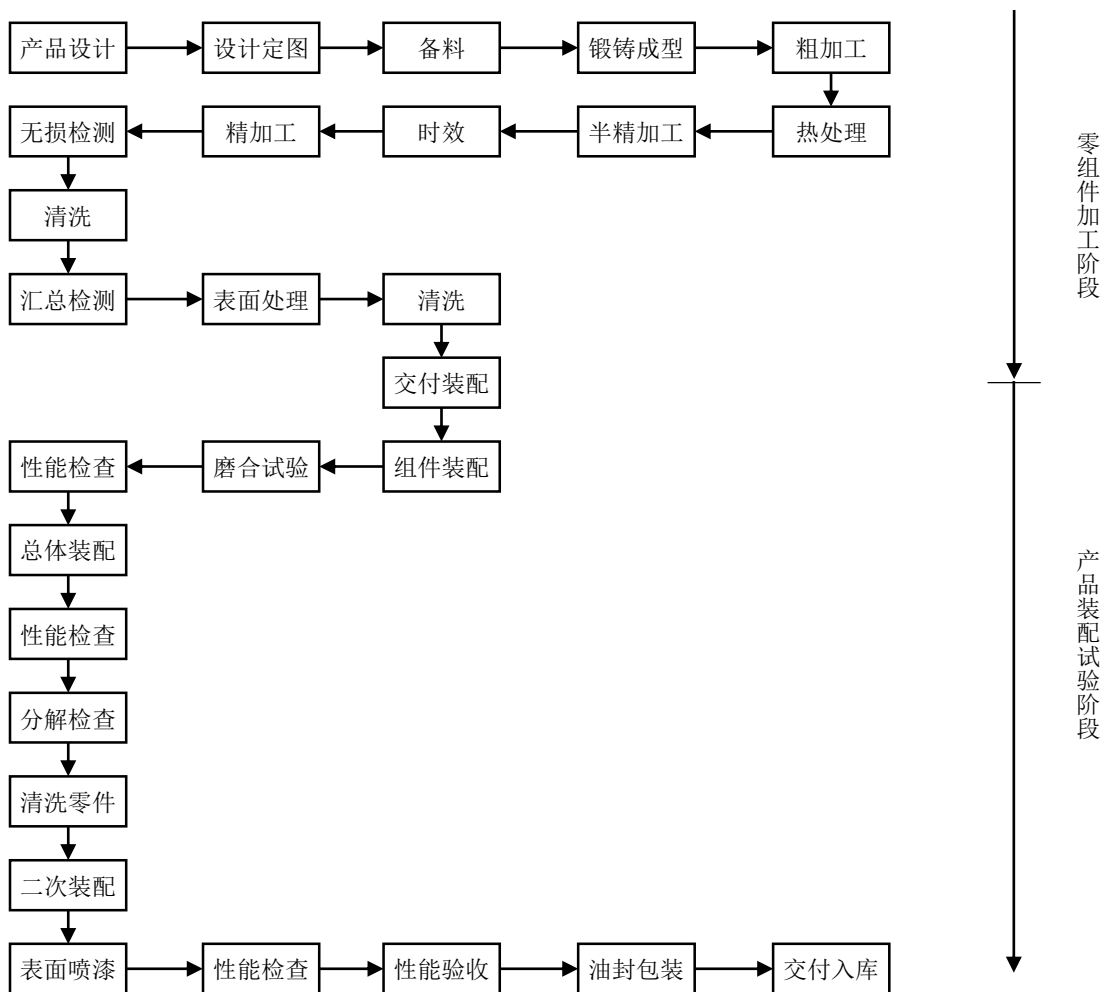 产品设计
设计定图
备料
锻铸成型
粗加工
无损检测
精加工
时效
半精加工
热处理
清洗
汇总检测
表面处理
清洗
交付装配
性能检查
磨合试验
组件装配
总体装配
性能检查
分解检查
清洗零件
二次装配
表面喷漆
性能检查
性能验收
油封包装
交付入库
零组件加工阶段
产品装配试验阶段